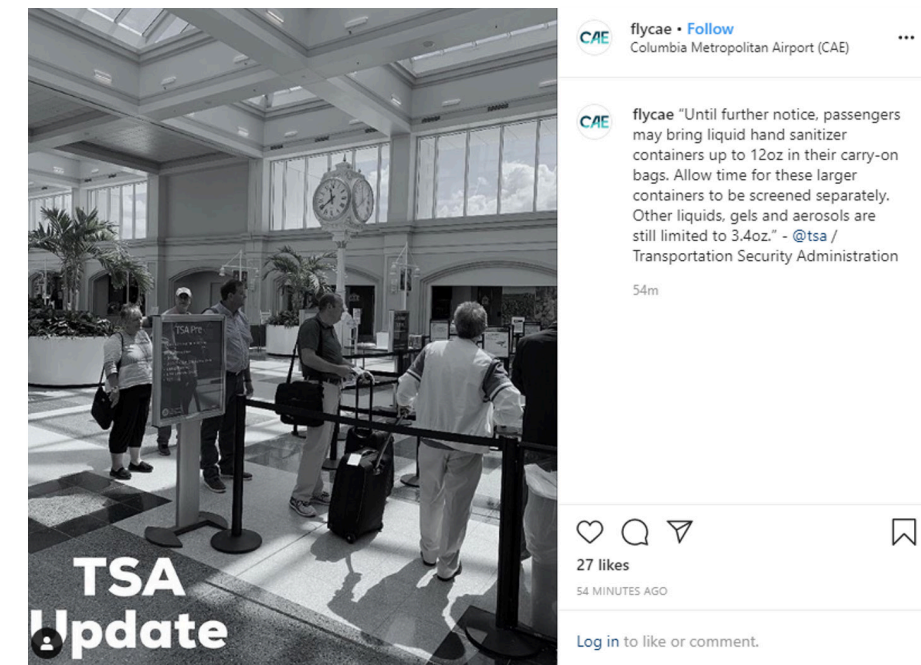 TSA Pre
TSA
Update
CAE
flycae • Follow
Columbia Metropolitan Airport (CAE)
CAE
flycae “Until further notice, passengers
may bring liquid hand sanitizer
containers up to 12oz in their carry-on
bags. Allow time for these larger
containers to be screened separately.
Other liquids, gels and aerosols are
still limited to 3.4oz.” - @tsa /
Transportation Security Administration
54m
27 likes
54 MINUTES AGO
Log in to like or comment.